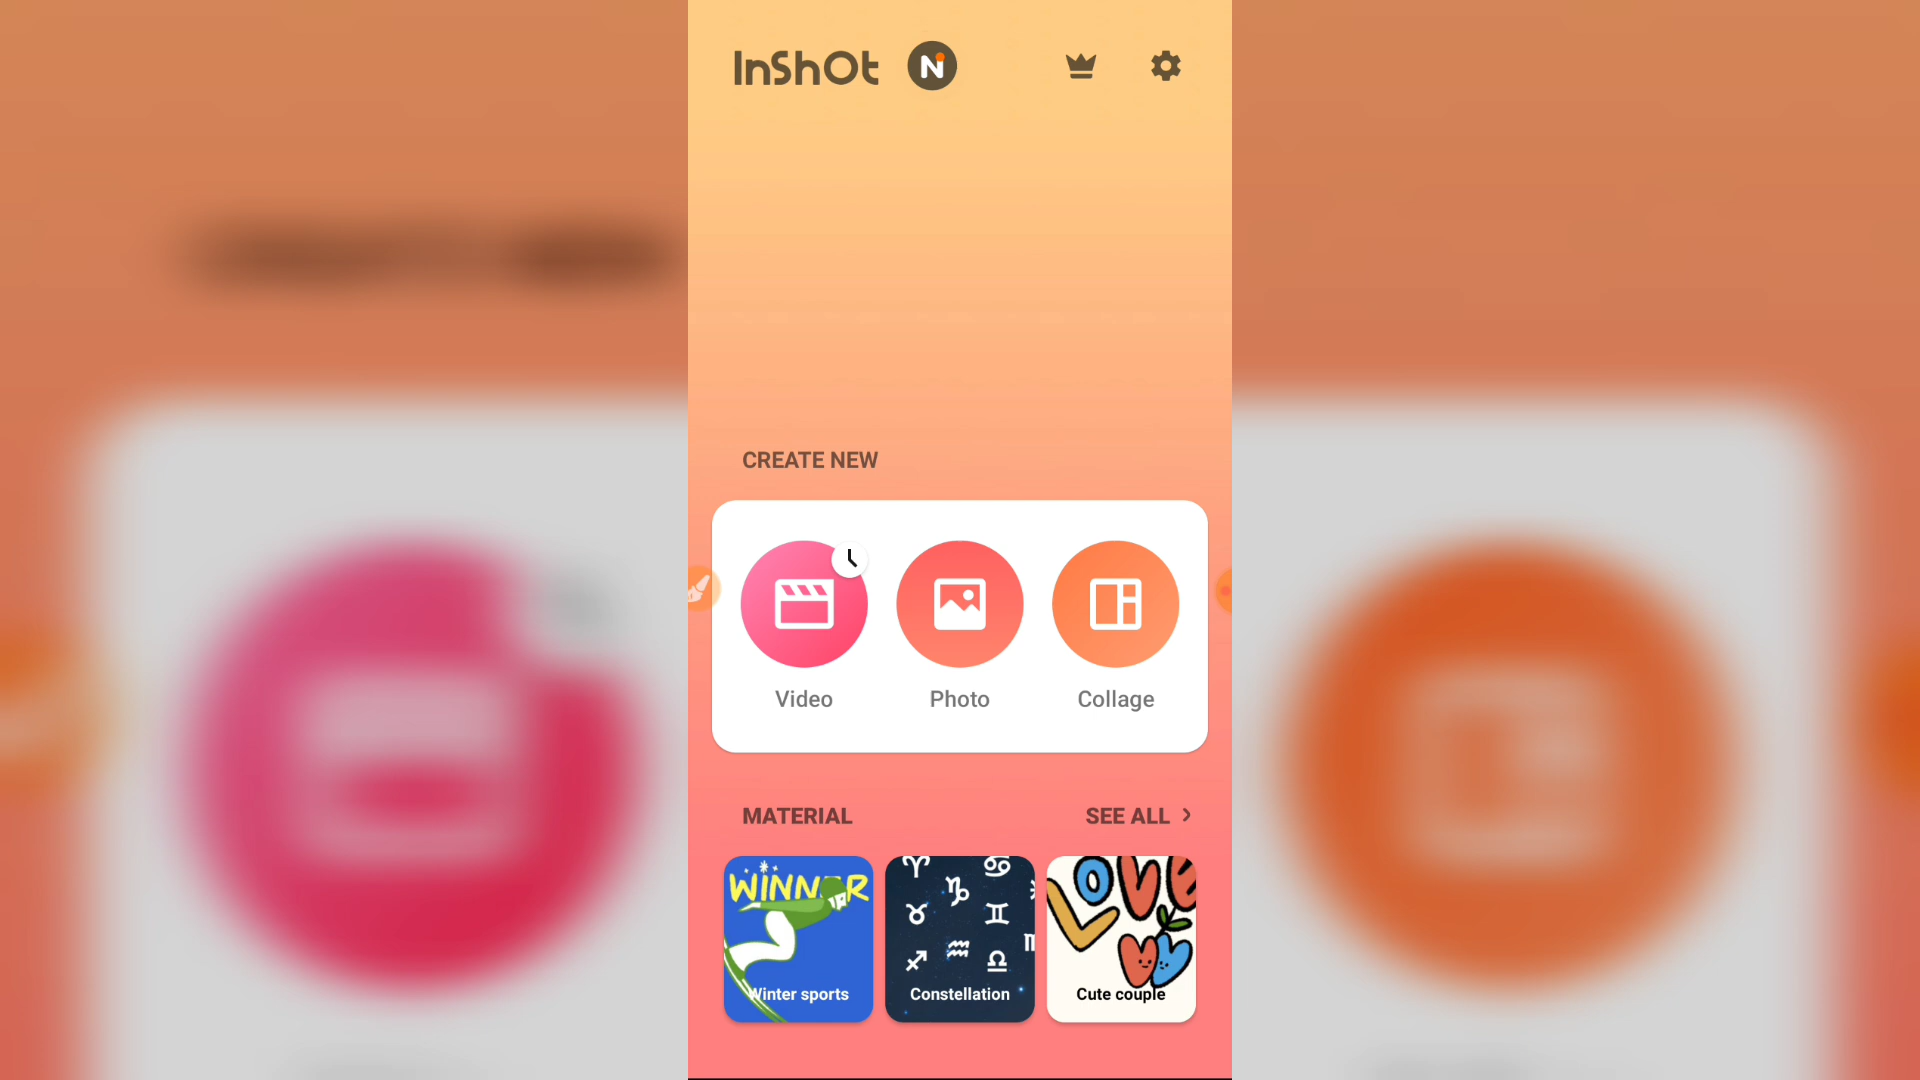 InShOt N
CREATE NEW
Video Photo Collage
MATERIAL SEE ALL
WINNER LOVE
Winter sports Constellation Cute couple